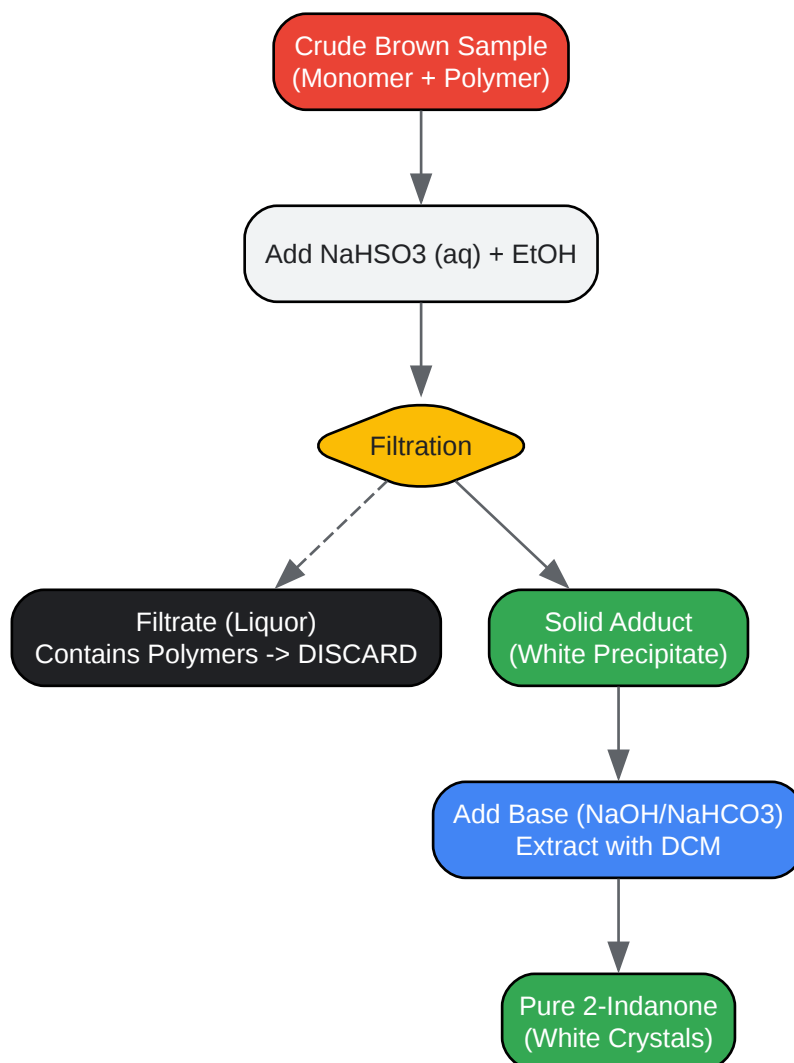 Crude Brown Sample
(Monomer + Polymer)
Add NaHSO3 (aq) + EtOH
Filtration
Filtrate (Liquor)
Contains Polymers -> DISCARD
Solid Adduct
(White Precipitate)
Add Base (NaOH/NaHCO3)
Extract with DCM
Pure 2-Indanone
(White Crystals)